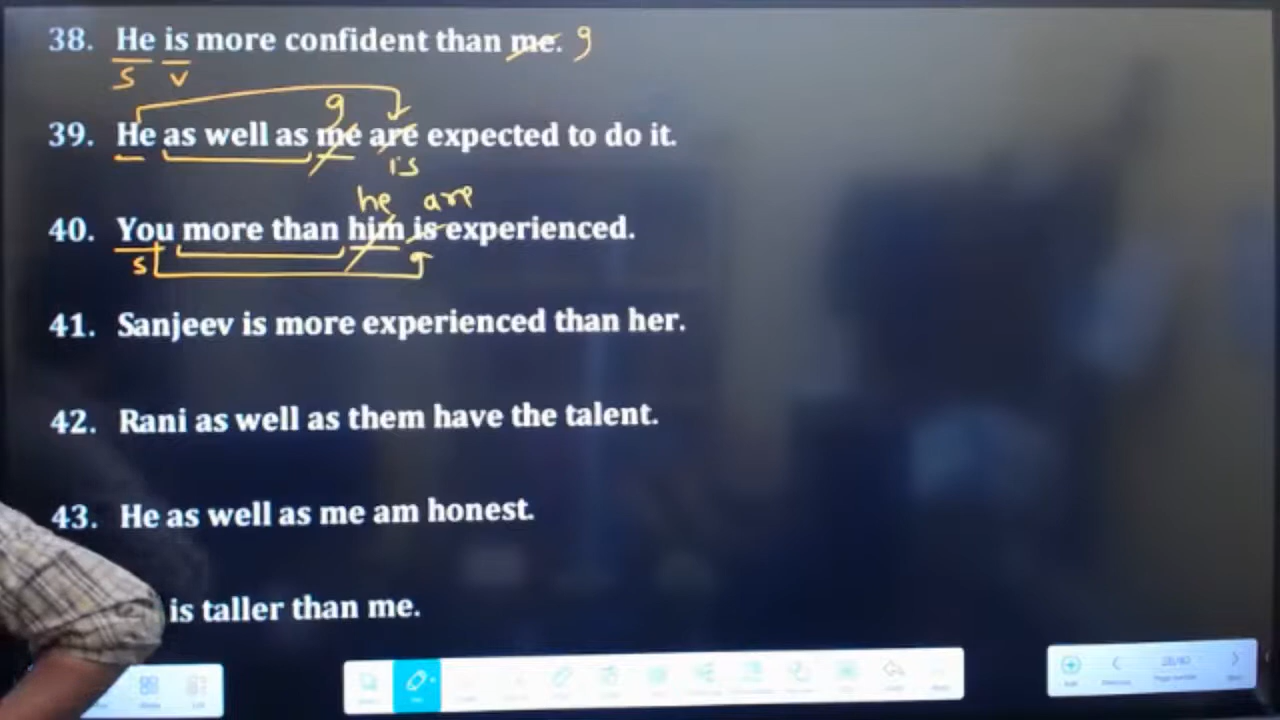 38. He is more confident than me. I
S V
I
39. He as well as me are expected to do it.
is
he are
40. You more than him is experienced.
S
41. Sanjeev is more experienced than her.
42. Rani as well as them have the talent.
43. He as well as me am honest.
is taller than me.